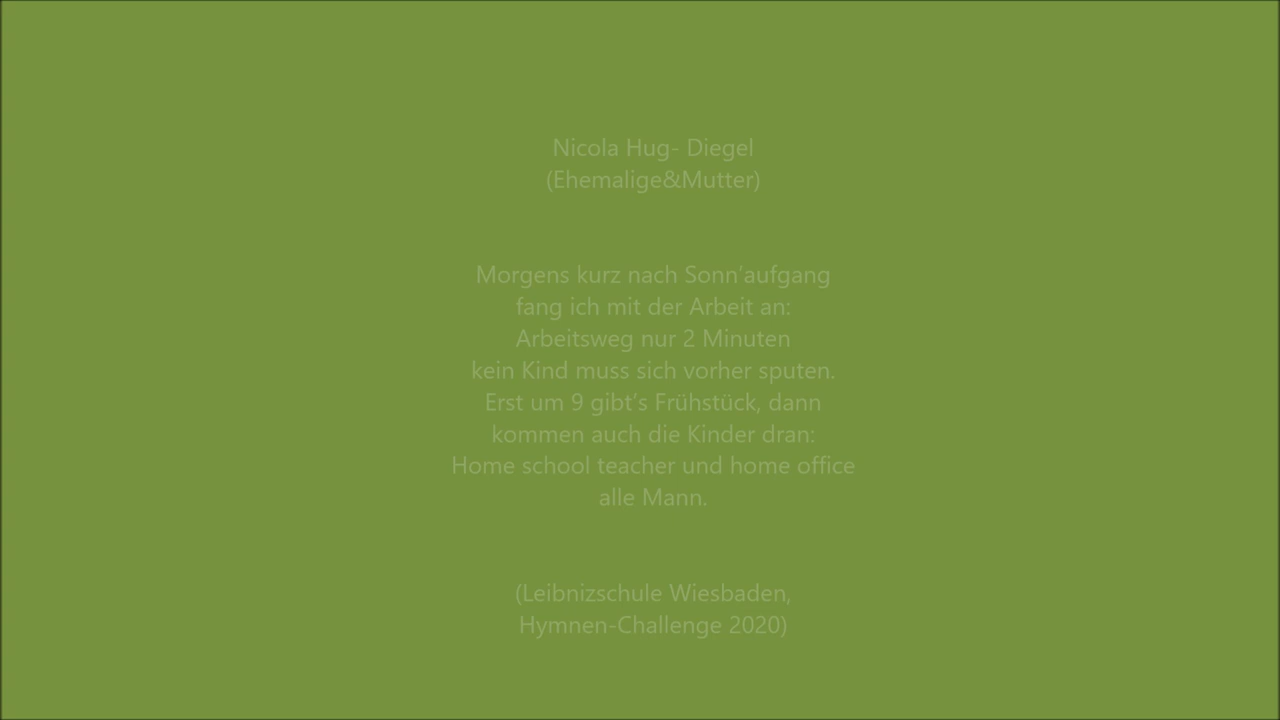 Nicola Hug- Diegel
(Ehemalige&Mutter)
Morgens kurz nach Sonn'aufgang
fang ich mit der Arbeit an:
Arbeitsweg nur 2 Minuten
kein Kind muss sich vorher sputen.
Erst um 9 gibt's Frühstück, dann
kommen auch die Kinder dran:
Home school teacher und home office
alle Mann.
(Leibnizschule Wiesbaden,
Hymnen-Challenge 2020)